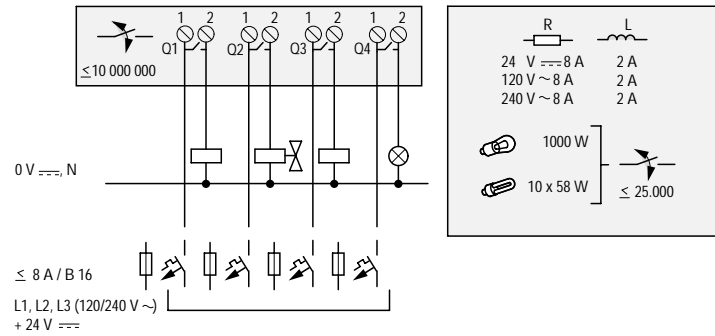 1 2 1 2 1 2 1 2
Q1 Q2 Q3 Q4
≤ 10 000 000
0 V ⎓, N
≤ 8 A / B 16
L1, L2, L3 (120/240 V ~)
+ 24 V ⎓
R L
24 V ⎓ 8 A 2 A
120 V ~ 8 A 2 A
240 V ~ 8 A 2 A
1000 W
10 x 58 W
≤ 25.000